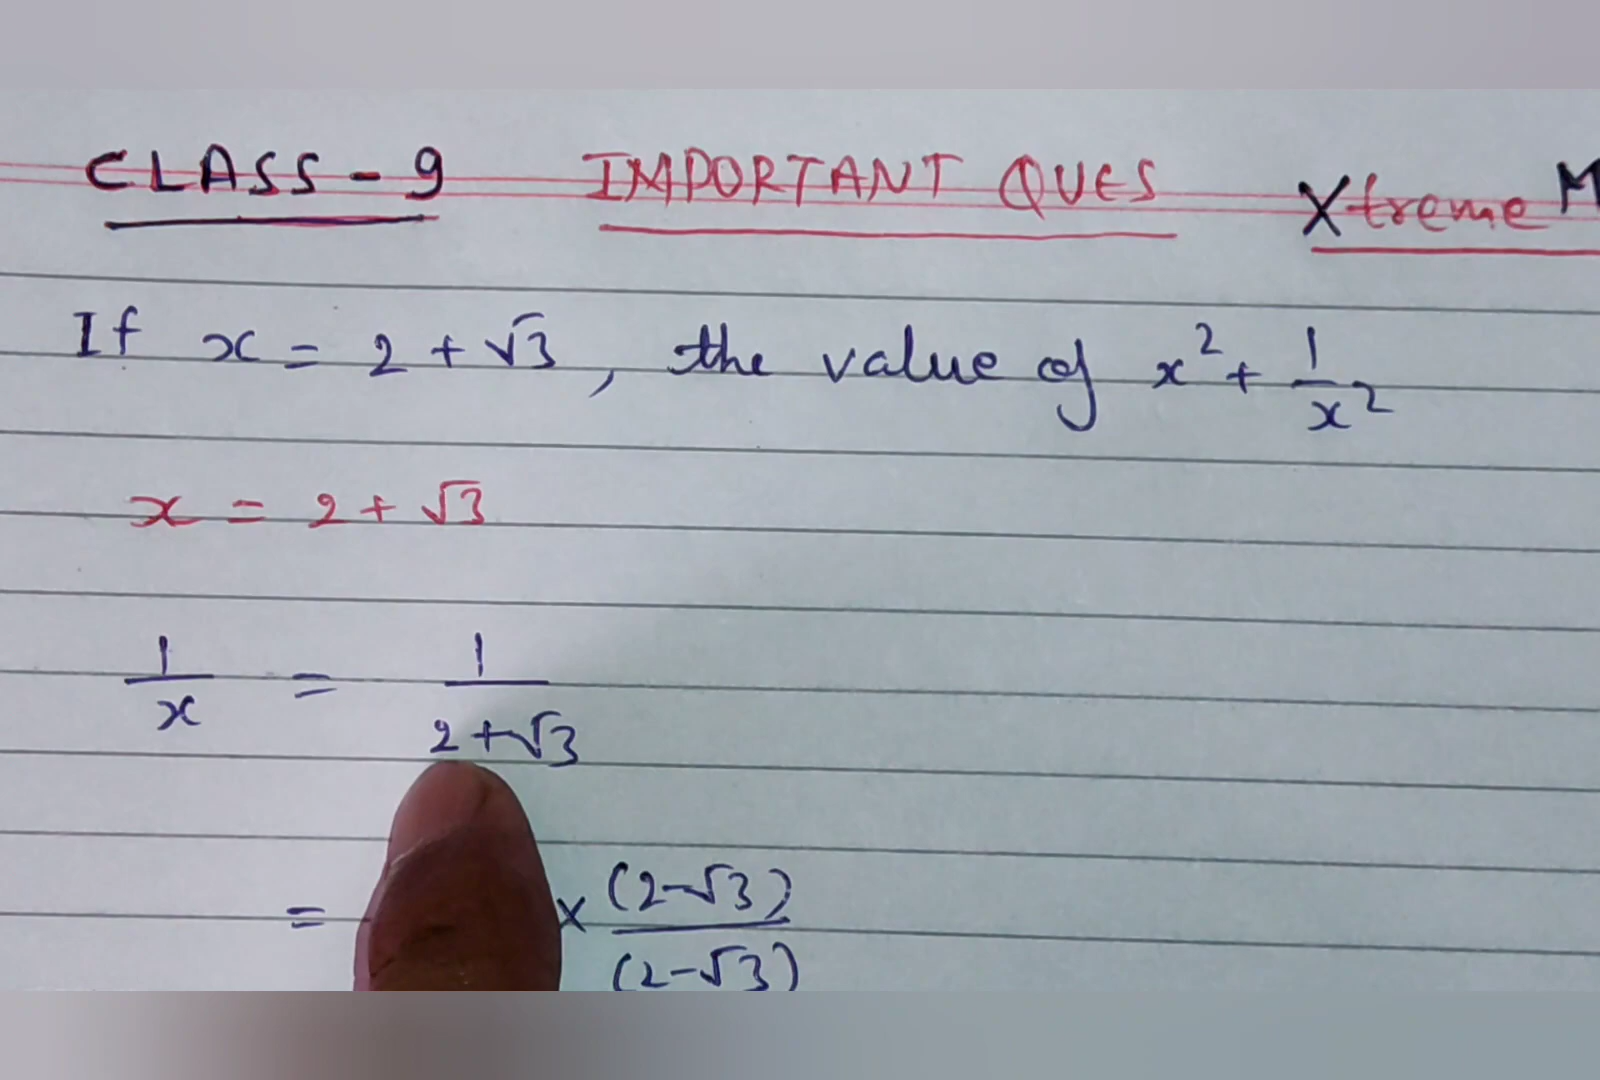 CLASS - 9 IMPORTANT QUES Xtreme M
If x = 2 + √3, the value of x² + 1/x²
x = 2 + √3
1/x = 1/(2+√3)
= × (2-√3)/(2-√3)